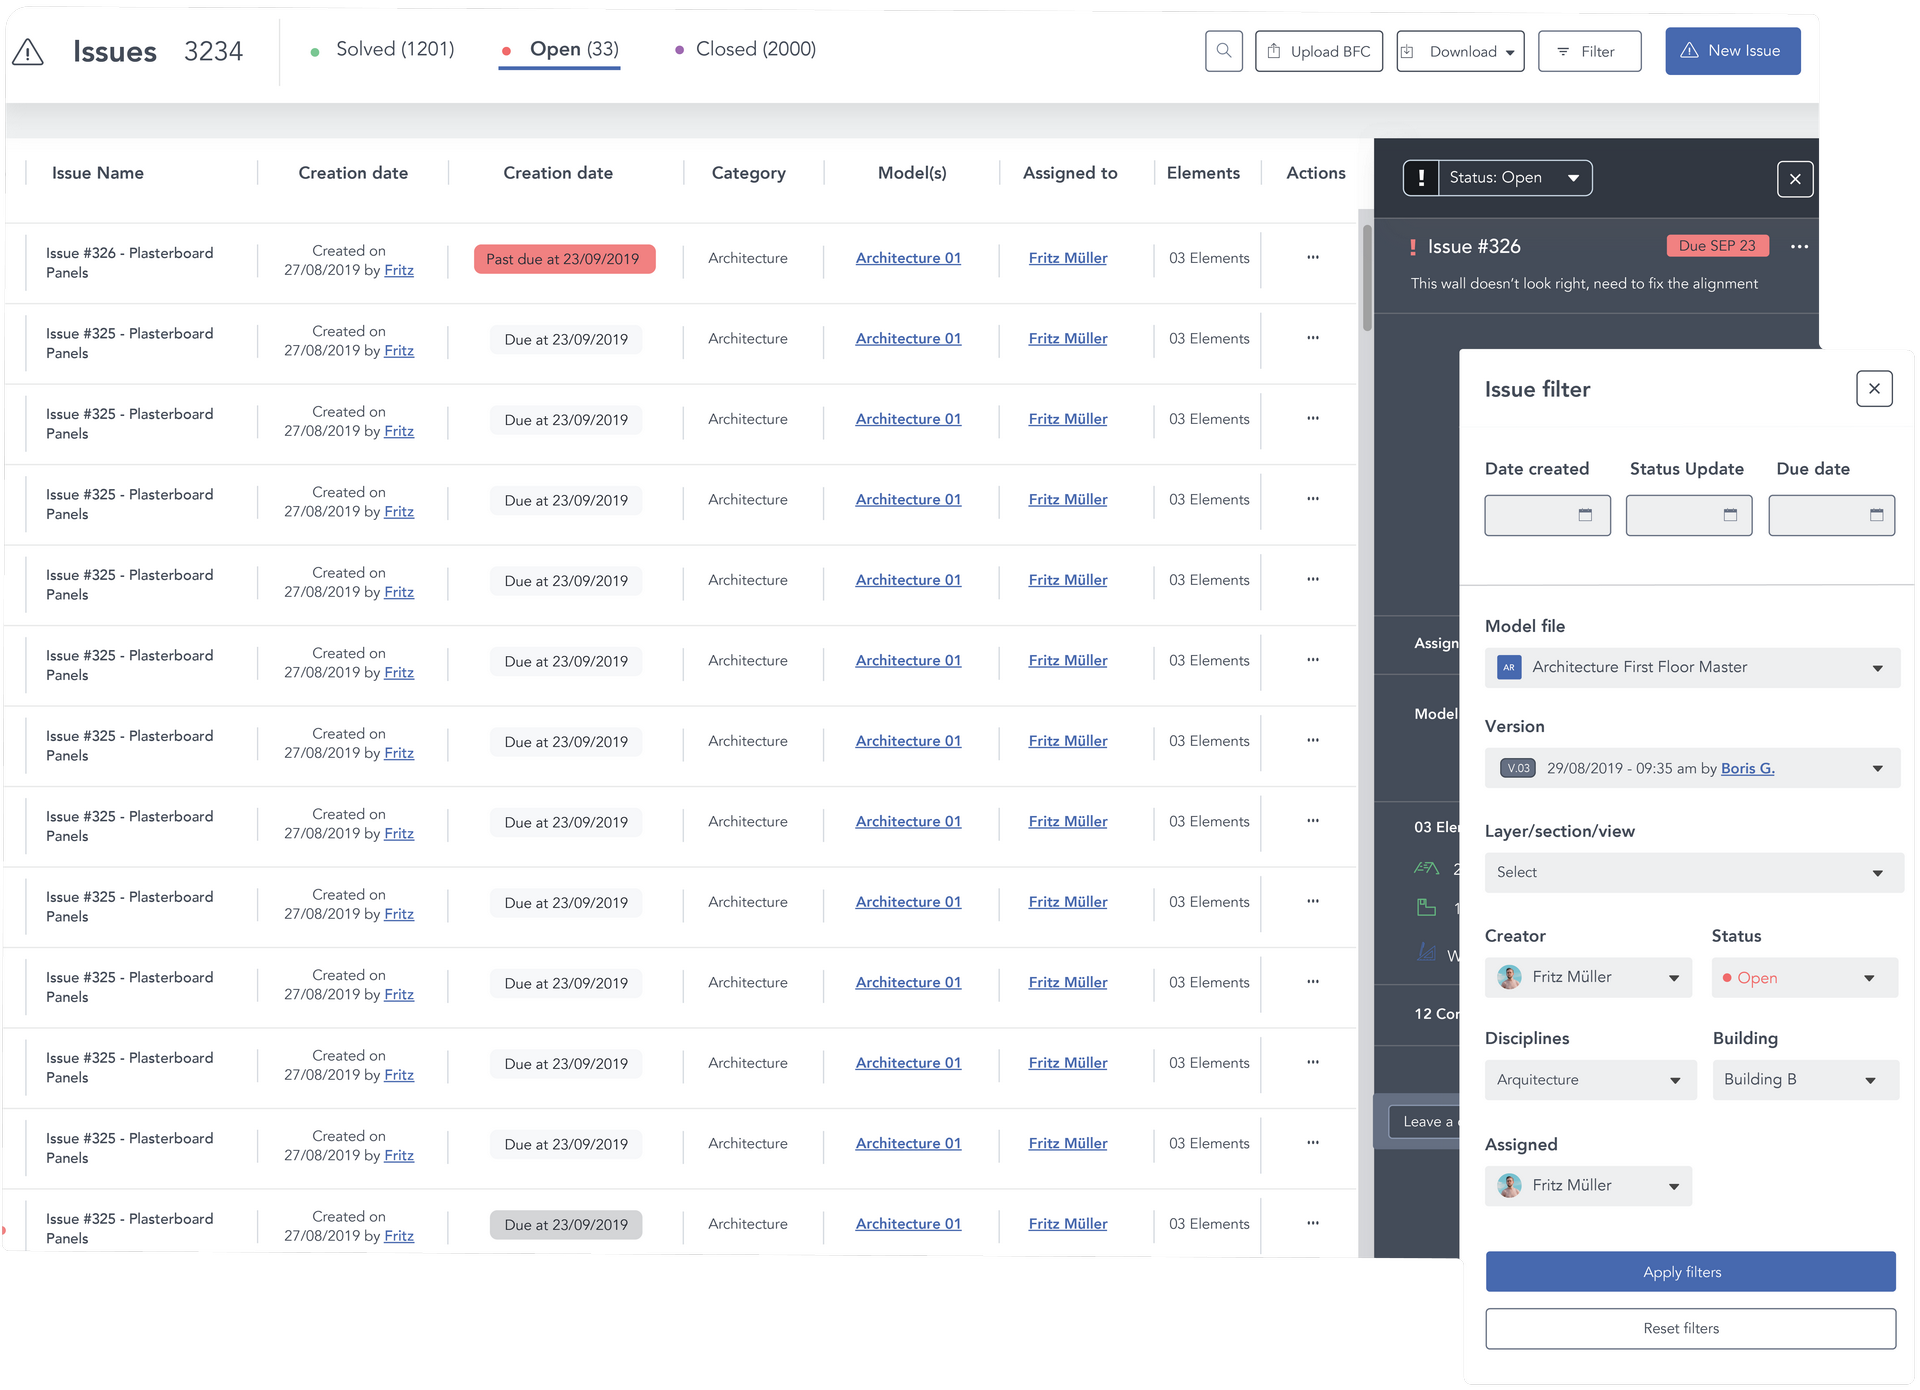 Issues 3234 Solved (1201) Open (33) Closed (2000) Upload BFC Download Filter New Issue
Issue Name Creation date Creation date Category Model(s) Assigned to Elements Actions
Issue #326 - Plasterboard Panels Created on 27/08/2019 by Fritz Past due at 23/09/2019 Architecture Architecture 01 Fritz Müller 03 Elements ...
Issue #325 - Plasterboard Panels Created on 27/08/2019 by Fritz Due at 23/09/2019 Architecture Architecture 01 Fritz Müller 03 Elements ...
Issue #325 - Plasterboard Panels Created on 27/08/2019 by Fritz Due at 23/09/2019 Architecture Architecture 01 Fritz Müller 03 Elements ...
Issue #325 - Plasterboard Panels Created on 27/08/2019 by Fritz Due at 23/09/2019 Architecture Architecture 01 Fritz Müller 03 Elements ...
Issue #325 - Plasterboard Panels Created on 27/08/2019 by Fritz Due at 23/09/2019 Architecture Architecture 01 Fritz Müller 03 Elements ...
Issue #325 - Plasterboard Panels Created on 27/08/2019 by Fritz Due at 23/09/2019 Architecture Architecture 01 Fritz Müller 03 Elements ...
Issue #325 - Plasterboard Panels Created on 27/08/2019 by Fritz Due at 23/09/2019 Architecture Architecture 01 Fritz Müller 03 Elements ...
Issue #325 - Plasterboard Panels Created on 27/08/2019 by Fritz Due at 23/09/2019 Architecture Architecture 01 Fritz Müller 03 Elements ...
Issue #325 - Plasterboard Panels Created on 27/08/2019 by Fritz Due at 23/09/2019 Architecture Architecture 01 Fritz Müller 03 Elements ...
Issue #325 - Plasterboard Panels Created on 27/08/2019 by Fritz Due at 23/09/2019 Architecture Architecture 01 Fritz Müller 03 Elements ...
Issue #325 - Plasterboard Panels Created on 27/08/2019 by Fritz Due at 23/09/2019 Architecture Architecture 01 Fritz Müller 03 Elements ...
Issue #325 - Plasterboard Panels Created on 27/08/2019 by Fritz Due at 23/09/2019 Architecture Architecture 01 Fritz Müller 03 Elements ...
Issue #325 - Plasterboard Panels Created on 27/08/2019 by Fritz Due at 23/09/2019 Architecture Architecture 01 Fritz Müller 03 Elements ...
! Status: Open
! Issue #326 Due SEP 23 ...
This wall doesn’t look right, need to fix the alignment
Assign
Model
03 Ele
2
1
W
12 Co
Leave a
Issue filter
Date created Status Update Due date
Model file
AR Architecture First Floor Master
Version
V.03 29/08/2019 - 09:35 am by Boris G.
Layer/section/view
Select
Creator Status
Fritz Müller Open
Disciplines Building
Arquitecture Building B
Assigned
Fritz Müller
Apply filters
Reset filters